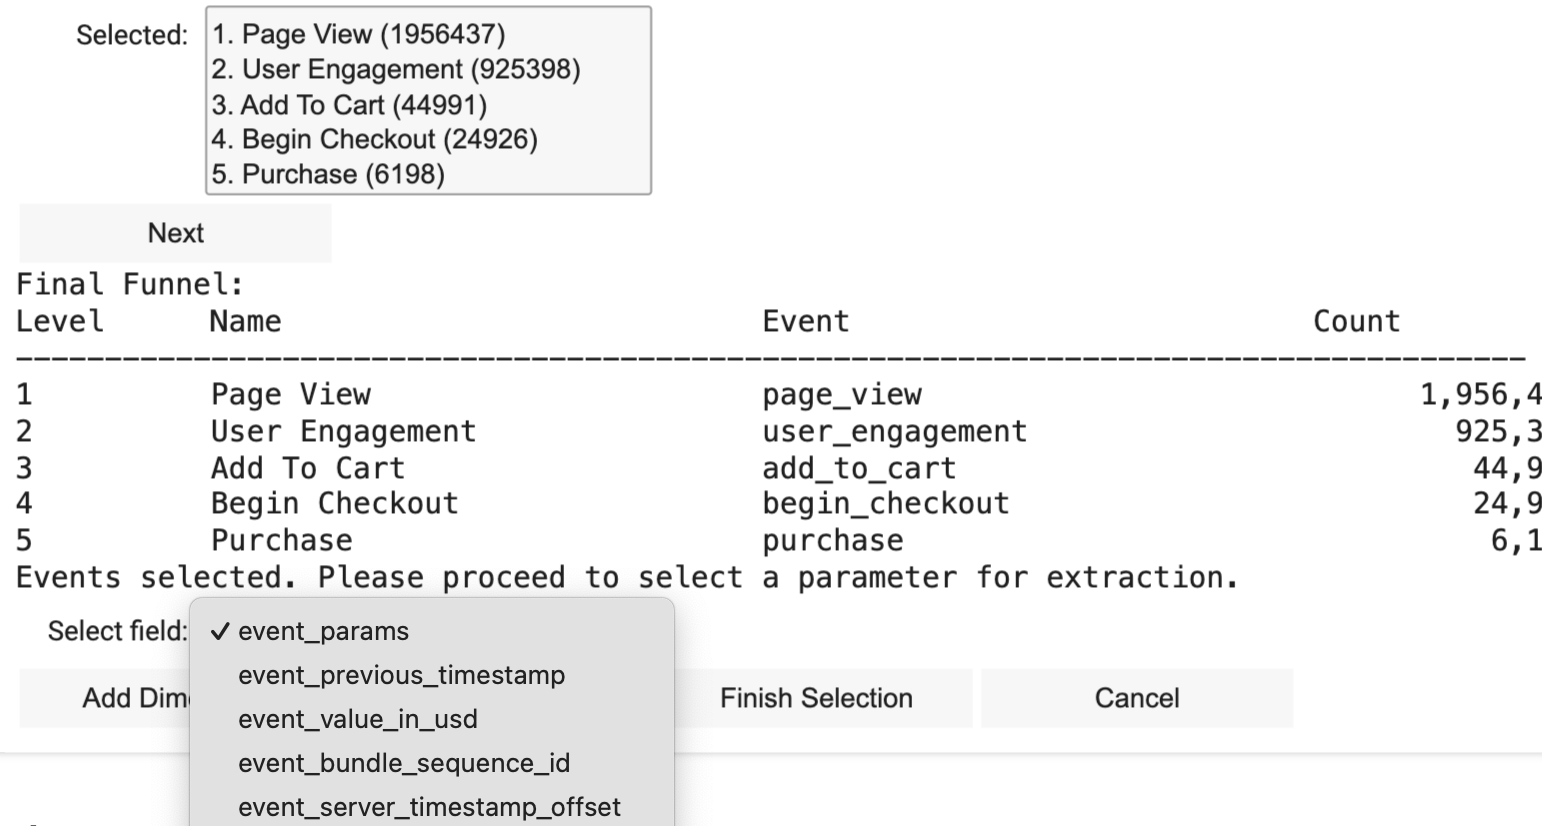 Selected:
1. Page View (1956437)
2. User Engagement (925398)
3. Add To Cart (44991)
4. Begin Checkout (24926)
5. Purchase (6198)
Next
Final Funnel:
Level Name Event Count
-------------------------------------------------------------------------------------
1 Page View page_view 1,956,4
2 User Engagement user_engagement 925,3
3 Add To Cart add_to_cart 44,9
4 Begin Checkout begin_checkout 24,9
5 Purchase purchase 6,1
Events selected. Please proceed to select a parameter for extraction.
Select field: ✓ event_params
event_previous_timestamp
Add Dim Finish Selection Cancel
event_value_in_usd
event_bundle_sequence_id
event_server_timestamp_offset